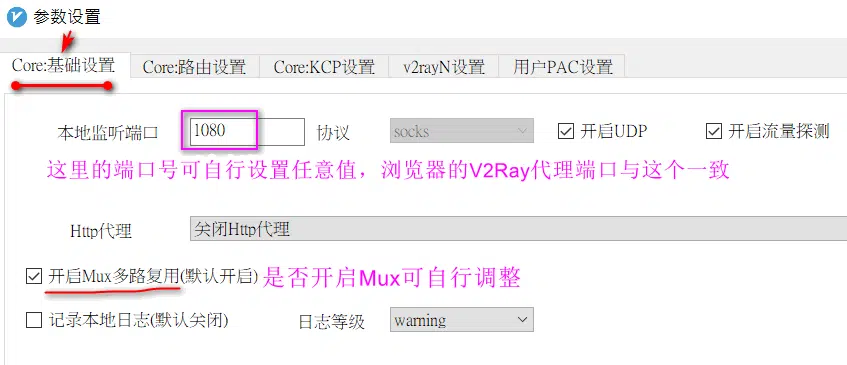 参数设置
Core:基础设置 Core:路由设置 Core:KCP设置 v2rayN设置 用户PAC设置
本地监听端口 1080 协议 socks 开启UDP 开启流量探测
这里的端口号可自行设置任意值，浏览器的V2Ray代理端口与这个一致
Http代理 关闭Http代理
开启Mux多路复用(默认开启) 是否开启Mux可自行调整
记录本地日志(默认关闭) 日志等级 warning